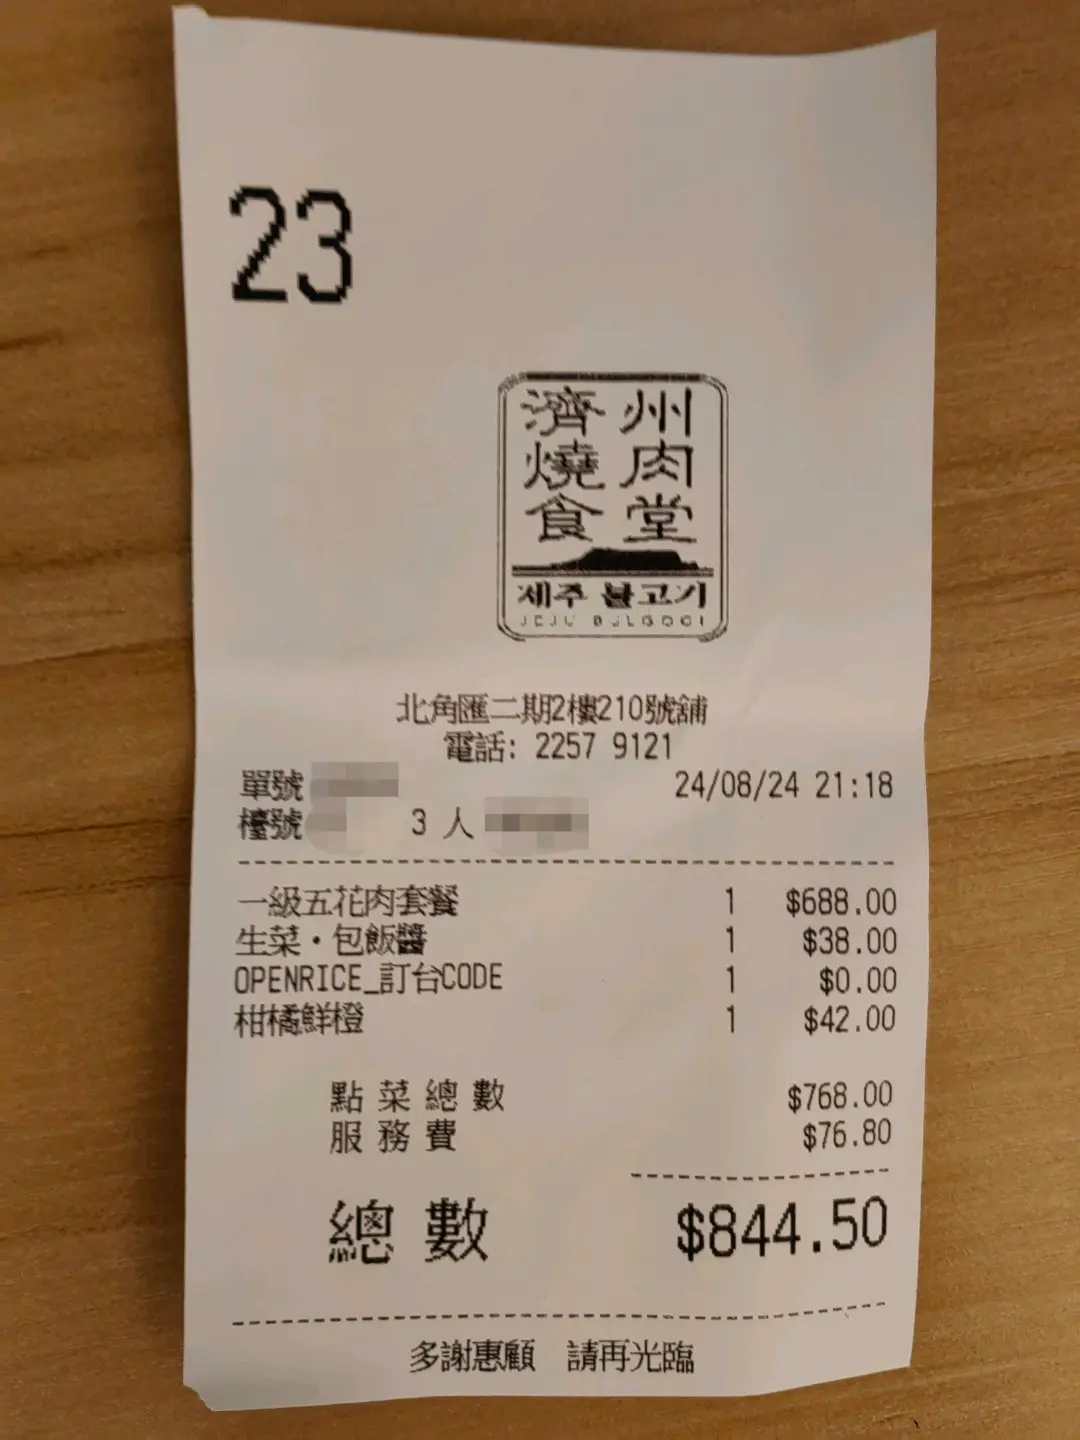 23
濟州
燒肉
食堂
제주 불고기
JEJU BULGOGI
北角匯二期2樓210號舖
電話: 2257 9121
單號 24/08/24 21:18
檯號 3 人
一級五花肉套餐 1 $688.00
生菜·包飯醬 1 $38.00
OPENRICE_訂台CODE 1 $0.00
柑橘鮮橙 1 $42.00
點菜總數 $768.00
服務費 $76.80
總數 $844.50
多謝惠顧 請再光臨